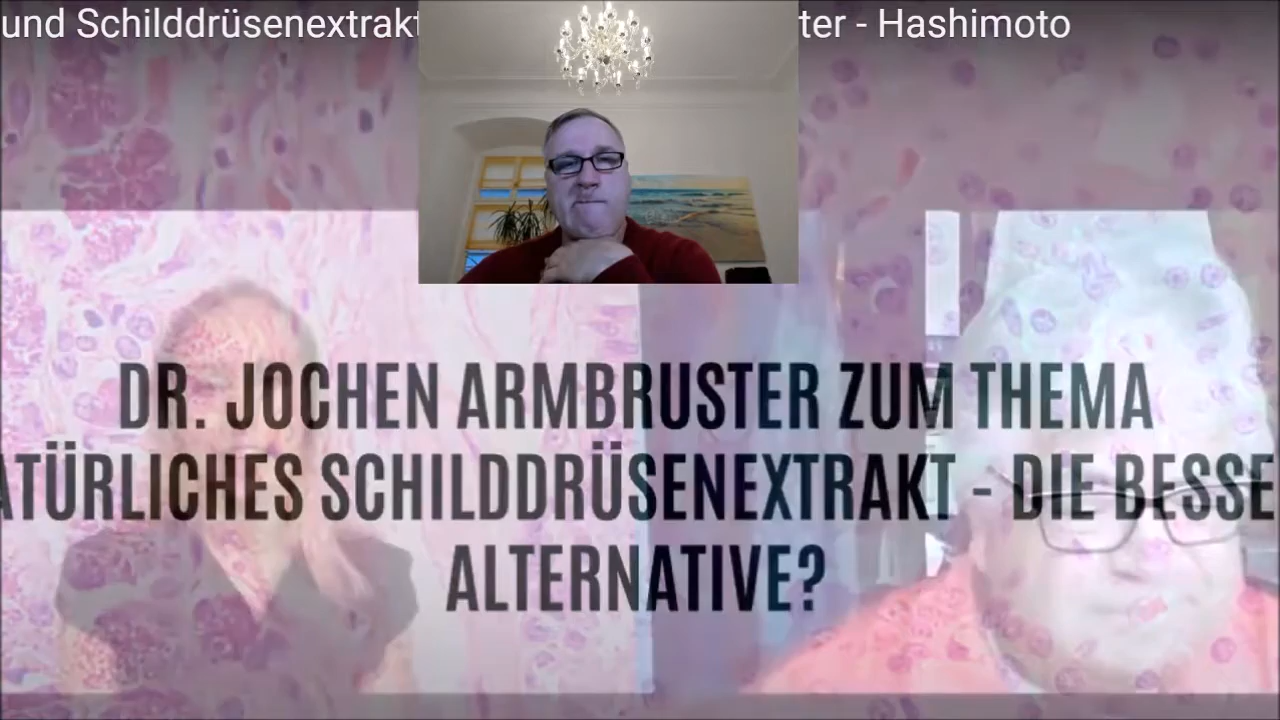 und Schilddrüsenextrakt ter - Hashimoto
DR. JOCHEN ARMBRUSTER ZUM THEMA
ATÜRLICHES SCHILDDRÜSENEXTRAKT - DIE BESSE
ALTERNATIVE?